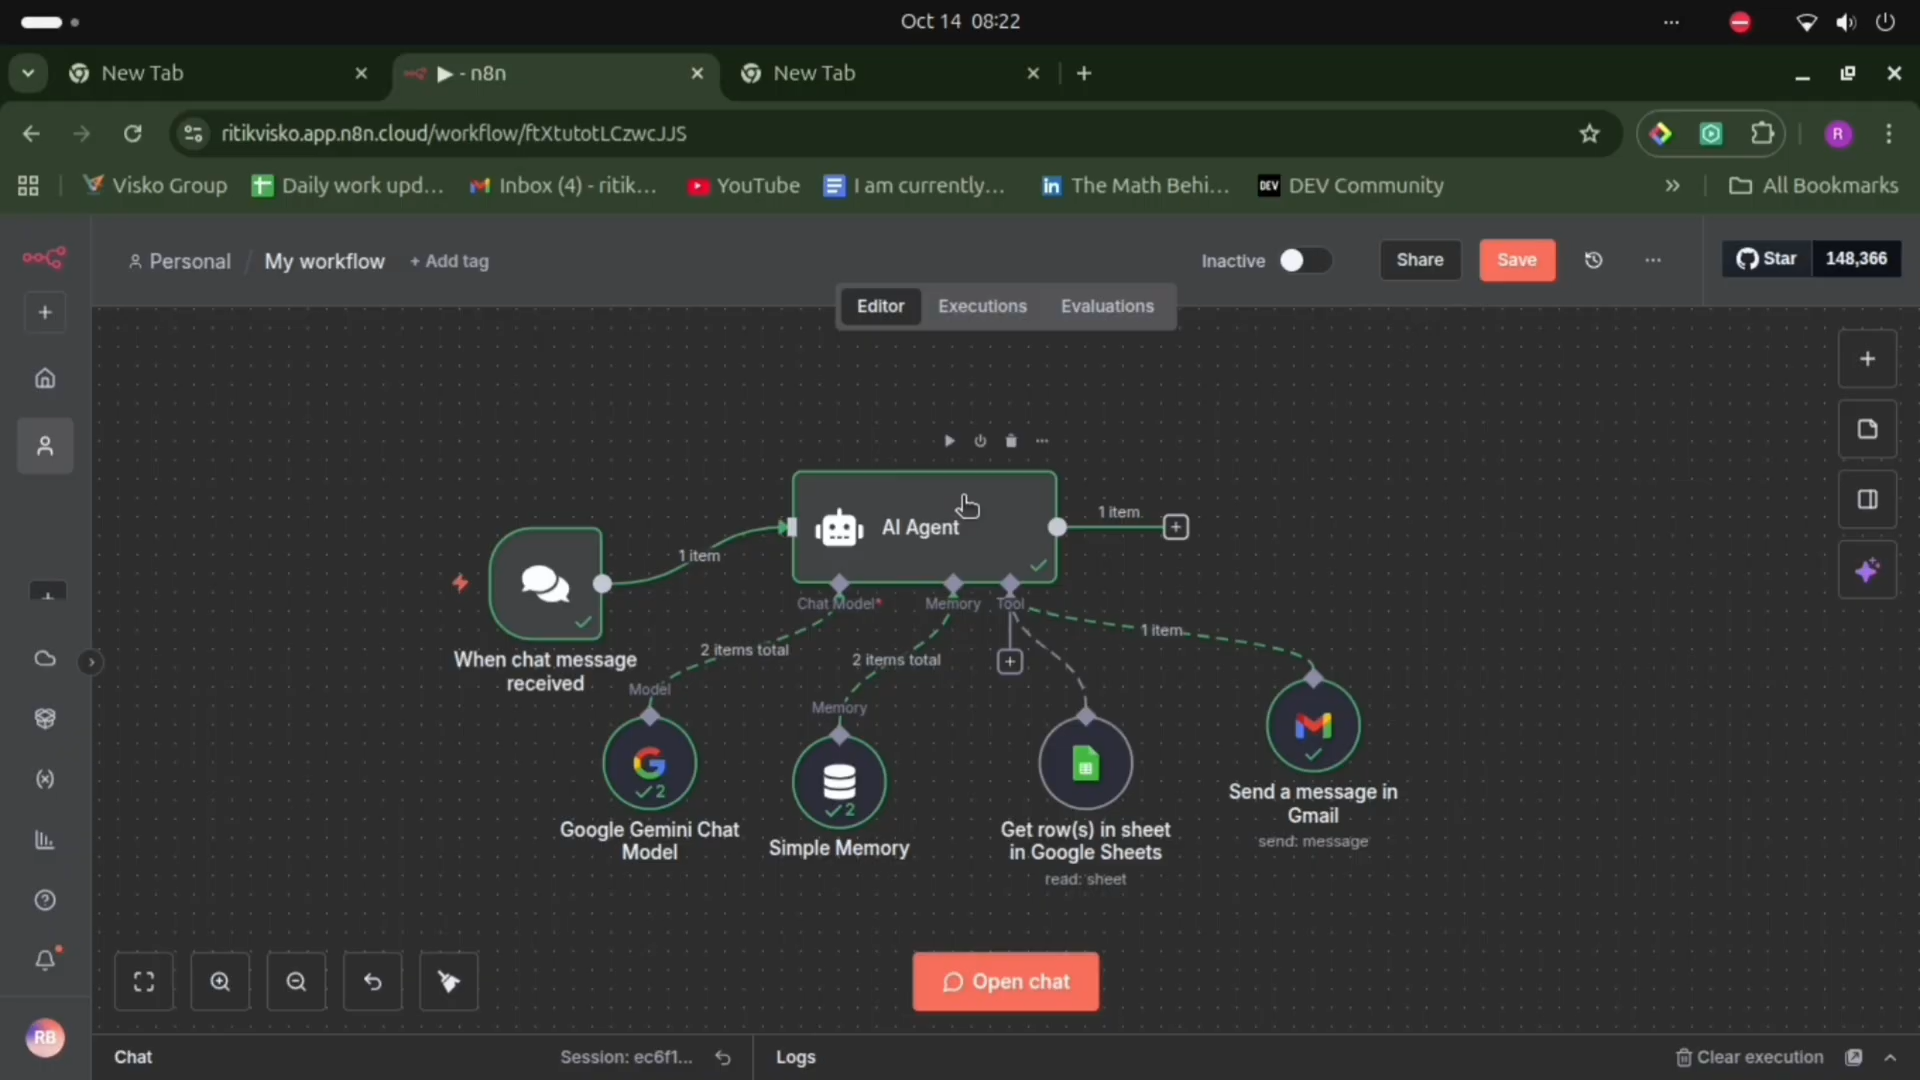 Oct 14 08:22
New Tab
▶ - n8n
New Tab
ritikvisko.app.n8n.cloud/workflow/ftXtutotLCzwcJJS
R
Visko Group
Daily work upd...
Inbox (4) - ritik...
YouTube
I am currently...
in The Math Behi...
DEV DEV Community
All Bookmarks
Personal / My workflow + Add tag
Inactive
Share
Save
Star 148,366
Editor Executions Evaluations
AI Agent
1 item
1 item
Chat Model*
Memory
Tool
When chat message
received
2 items total
2 items total
1 item
Model
Memory
2
2
Google Gemini Chat
Model
Simple Memory
Get row(s) in sheet
in Google Sheets
read: sheet
Send a message in
Gmail
send: message
Open chat
RB
Chat
Session: ec6f1...
Logs
Clear execution